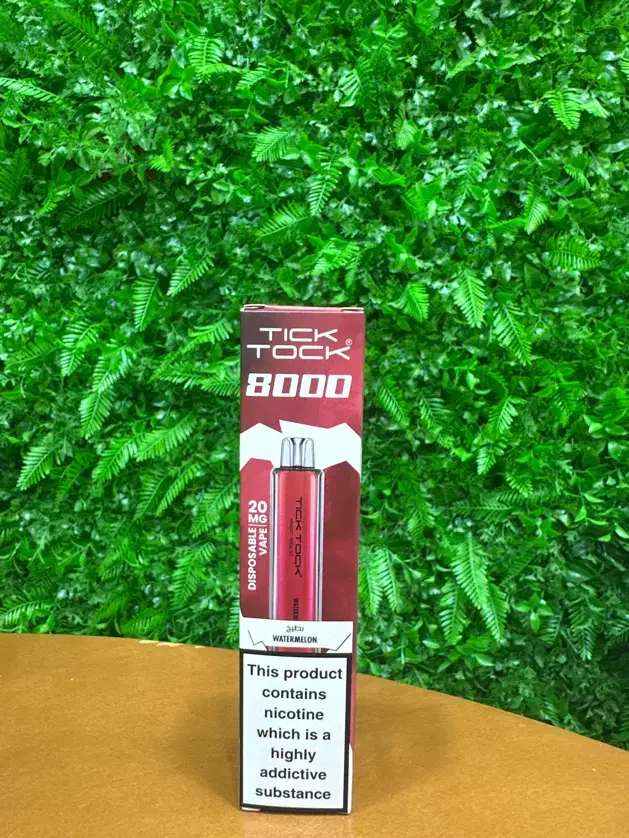 TICK
TOCK®
8000
20
MG
DISPOSABLE
VAPE
TICK TOCK
بطيخ
WATERMELON
This product
contains
nicotine
which is a
highly
addictive
substance